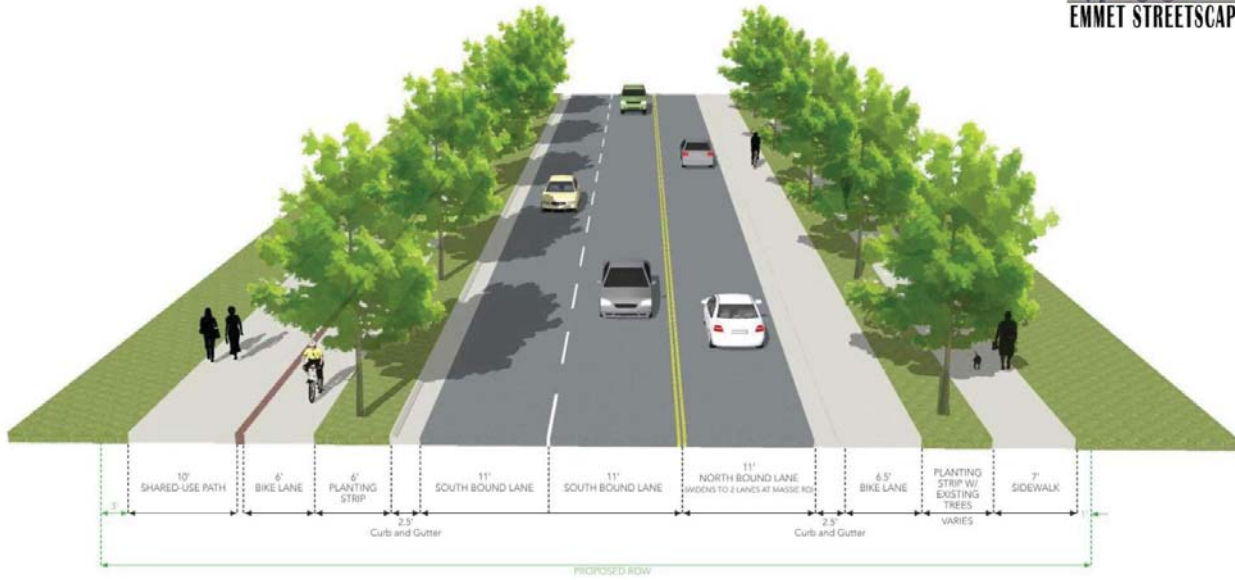 EMMET STREETSCAP
10'
SHARED-USE PATH
6'
BIKE LANE
6'
PLANTING
STRIP
11'
SOUTH BOUND LANE
11'
SOUTH BOUND LANE
11'
NORTH BOUND LANE
(WIDENS TO 2 LANES AT MASSIE RD)
6.5'
BIKE LANE
PLANTING
STRIP W/
EXISTING
TREES
VARIES
7'
SIDEWALK
3'
1'
2.5'
Curb and Gutter
2.5'
Curb and Gutter
PROPOSED ROW